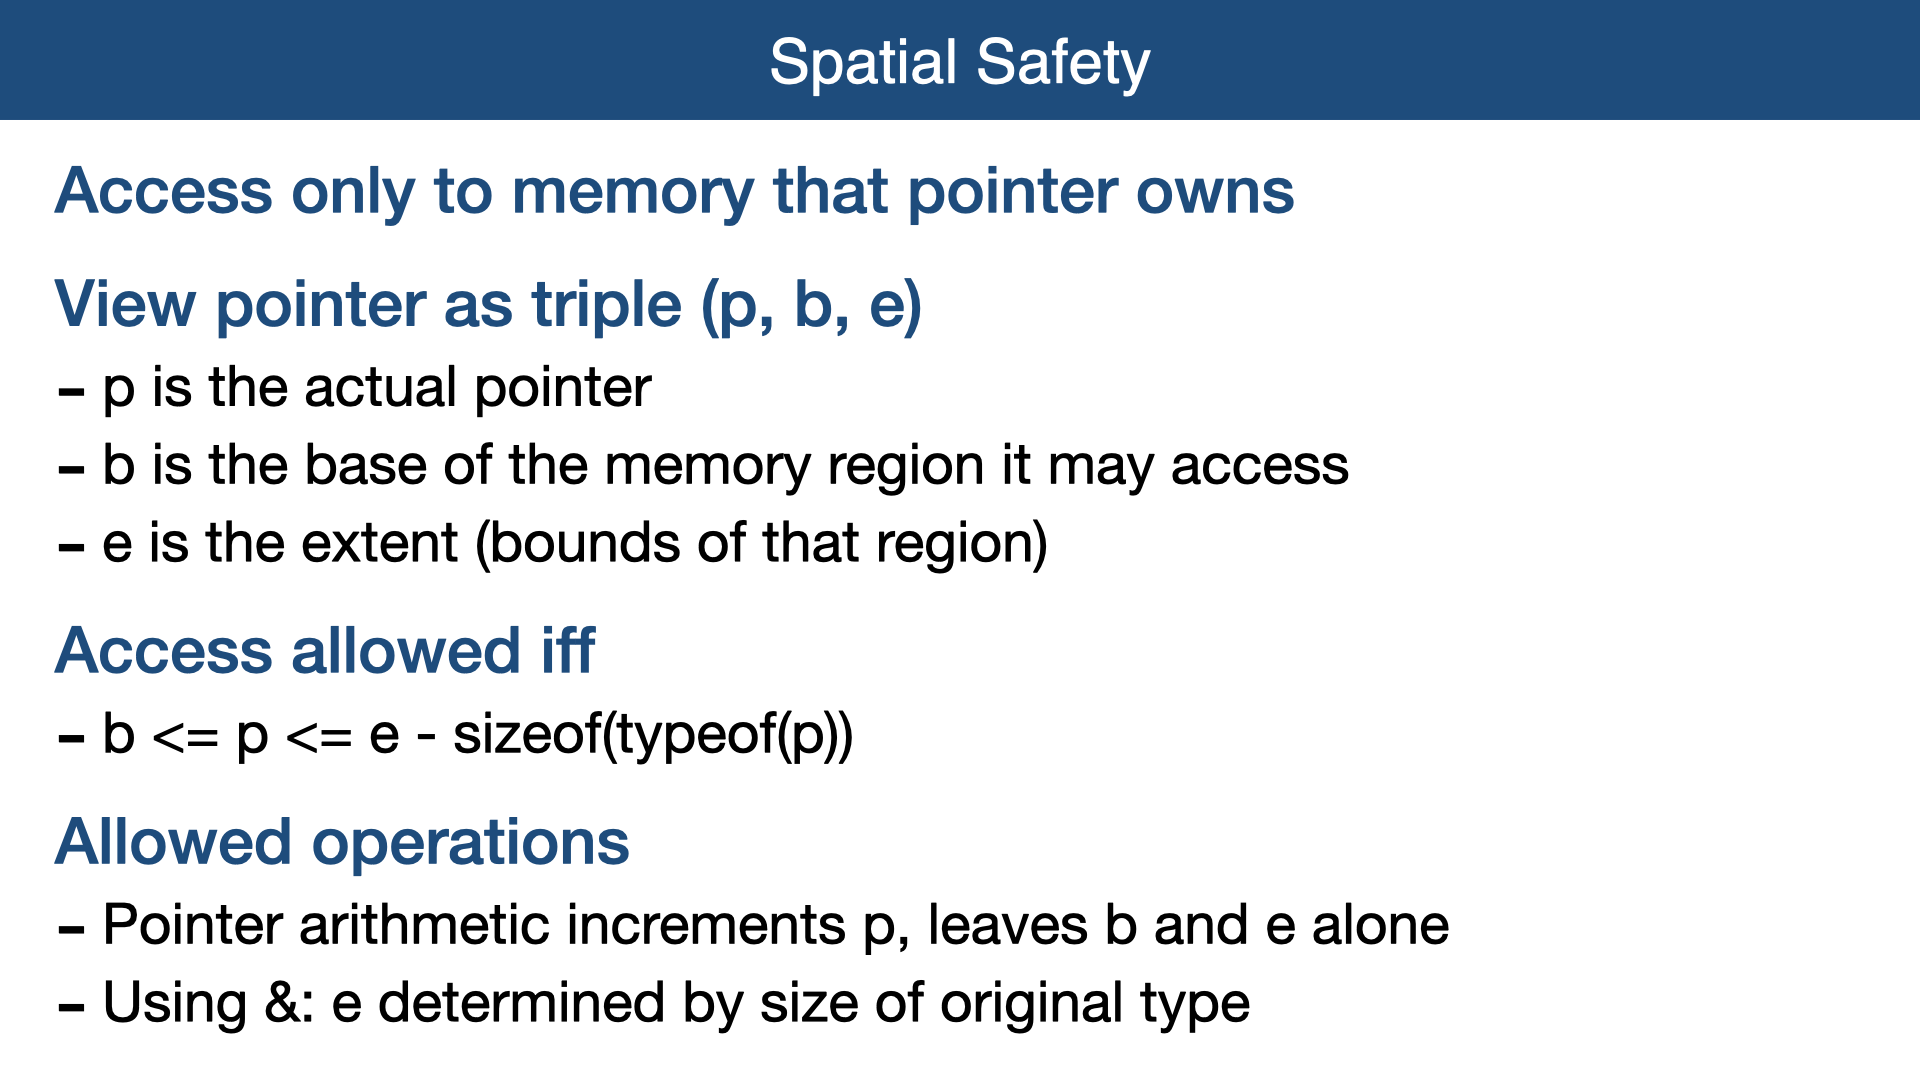 Spatial Safety
Access only to memory that pointer owns
View pointer as triple (p, b, e)
– p is the actual pointer
– b is the base of the memory region it may access
– e is the extent (bounds of that region)
Access allowed iff
– b <= p <= e - sizeof(typeof(p))
Allowed operations
– Pointer arithmetic increments p, leaves b and e alone
– Using &: e determined by size of original type